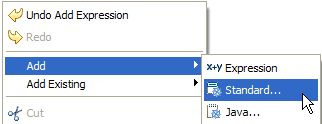 Undo Add Expression
Redo
Add
Add Existing
Cut
x+y Expression
Standard...
Java...